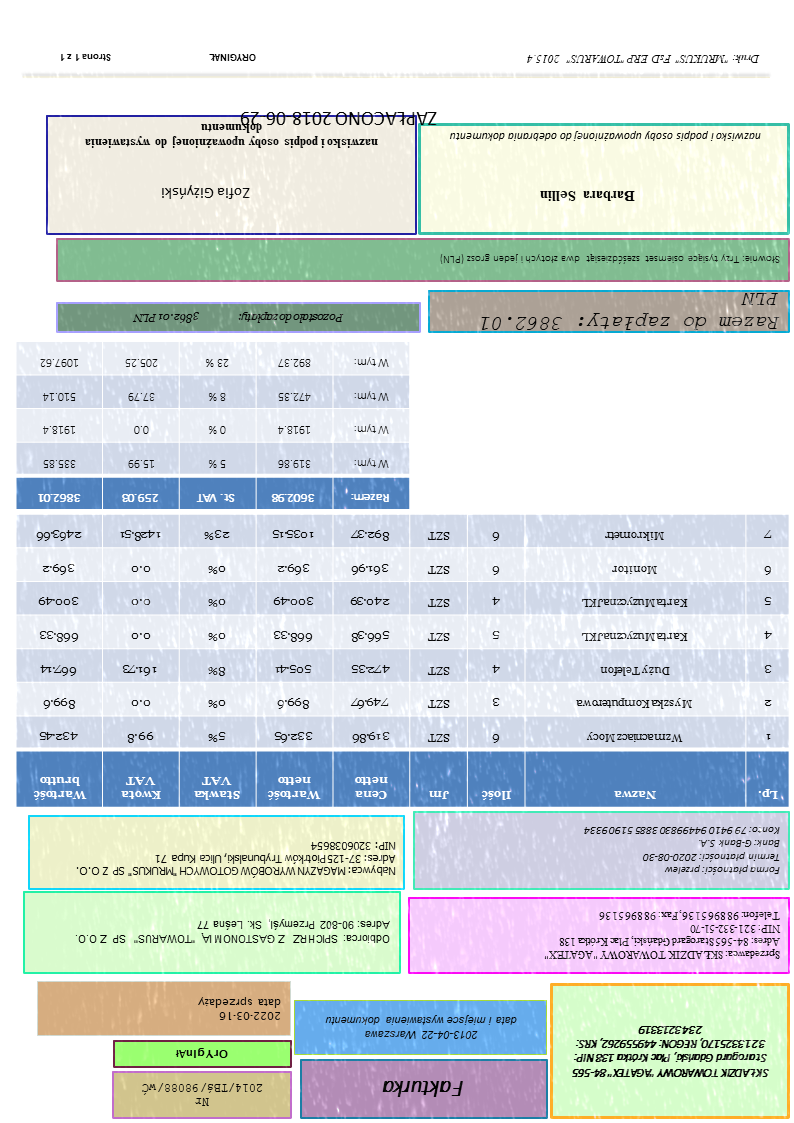 SKŁADZIK TOWAROWY "AGATEX" 84-565
Starogard Gdański, Plac Krótka 138 NIP:
3213325170, REGON: 4495559262, KRS:
2343213319
Fakturka
Nr
2014/TBÁ/89088/WĆ
OrYgInAł
2013-04-22 Warszawa
data i miejsce wystawienia dokumentu
2022-03-16
data sprzedaży
Sprzedawca: SKŁADZIK TOWAROWY "AGATEX"
Adres: 84-565 Starogard Gdański, Plac Krótka 138
NIP: 321-332-51-70
Telefon: 988965136, Fax: 988965136
Odbiorca: SPICHRZ Z GASTONOMIĄ "TOWARUS" SP Z O.O.
Adres: 90-802 Przemyśl, Sk. Leśna 77
Forma płatności: przelew
Termin płatności: 2020-08-30
Bank: G-Bank S.A.
Konto: 79 9410 9449 9830 3885 5190 9334
Nabywca: MAGAZYN WYROBÓW GOTOWYCH "MRUKUS" SP Z O.O.
Adres: 37-125 Piotrków Trybunalski, Ulica Kupa 71
NIP: 3206038654
Lp. Nazwa Ilość Jm Cena netto Wartość netto Stawka VAT Kwota VAT Wartość brutto
1 Wzmacniacz Mocy 6 SZT 319.86 332.65 5% 99.8 432.45
2 Myszka Komputerowa 3 SZT 749.67 899.6 0% 0.0 899.6
3 Duży Telefon 4 SZT 472.35 505.41 8% 161.73 667.14
4 Karta Muzyczna JKL 5 SZT 566.38 668.33 0% 0.0 668.33
5 Karta Muzyczna JKL 4 SZT 240.39 300.49 0% 0.0 300.49
6 Monitor 6 SZT 361.96 369.2 0% 0.0 369.2
7 Mikrometr 6 SZT 892.37 1035.15 23% 1428.51 2463.66
Razem: 3602.98 St. VAT 259.03 3862.01
W tym: 319.86 5 % 15.99 335.85
W tym: 1918.4 0 % 0.0 1918.4
W tym: 472.35 8 % 37.79 510.14
W tym: 892.37 23 % 205.25 1097.62
Razem do zapłaty: 3862.01
PLN
Pozostało do zapłaty: 3862.01 PLN
Słownie: Trzy tysiące osiemset sześćdziesiąt dwa złotych i jeden grosz (PLN)
Barbara Sellin
nazwisko i podpis osoby upoważnionej do odebrania dokumentu
Zofia Giżyński
nazwisko i podpis osoby upoważnionej do wystawienia
dokumentu
ZAPŁACONO 2018-06-29
Druk: "MRUKUS" FsD ERP "TOWARUS" 2015.4
ORYGINAŁ
Strona 1 z 1